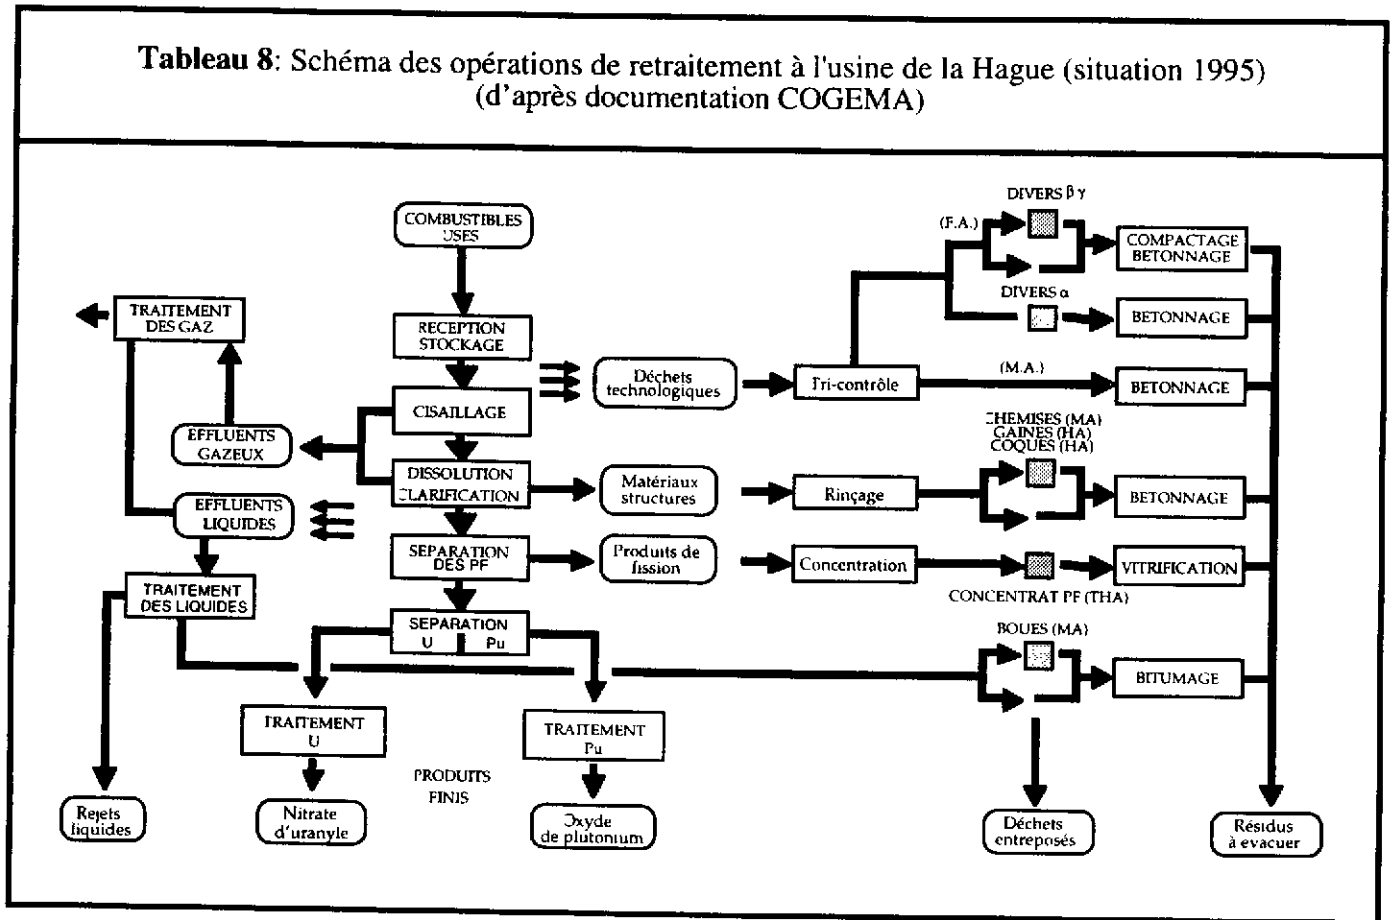 Tableau 8: Schéma des opérations de retraitement à l'usine de la Hague (situation 1995)
(d'après documentation COGEMA)
COMBUSTIBLES
USES
RECEPTION
STOCKAGE
CISAILLAGE
DISSOLUTION
CLARIFICATION
SEPARATION
DES PF
SEPARATION
U Pu
TRAITEMENT
DES GAZ
EFFLUENTS
GAZEUX
EFFLUENTS
LIQUIDES
TRAITEMENT
DES LIQUIDES
Rejets
liquides
TRAITEMENT
U
Nitrate
d'uranyle
PRODUITS
FINIS
TRAITEMENT
Pu
Oxyde
de plutonium
Déchets
technologiques
Tri-contrôle
(F.A.)
DIVERS β γ
COMPACTAGE
BETONNAGE
DIVERS α
BETONNAGE
(M.A.)
BETONNAGE
Matériaux
structures
Rinçage
CHEMISES (MA)
GAINES (HA)
COQUES (HA)
BETONNAGE
Produits de
fission
Concentration
CONCENTRAT PF (THA)
VITRIFICATION
BOUES (MA)
BITUMAGE
Déchets
entreposés
Résidus
à evacuer